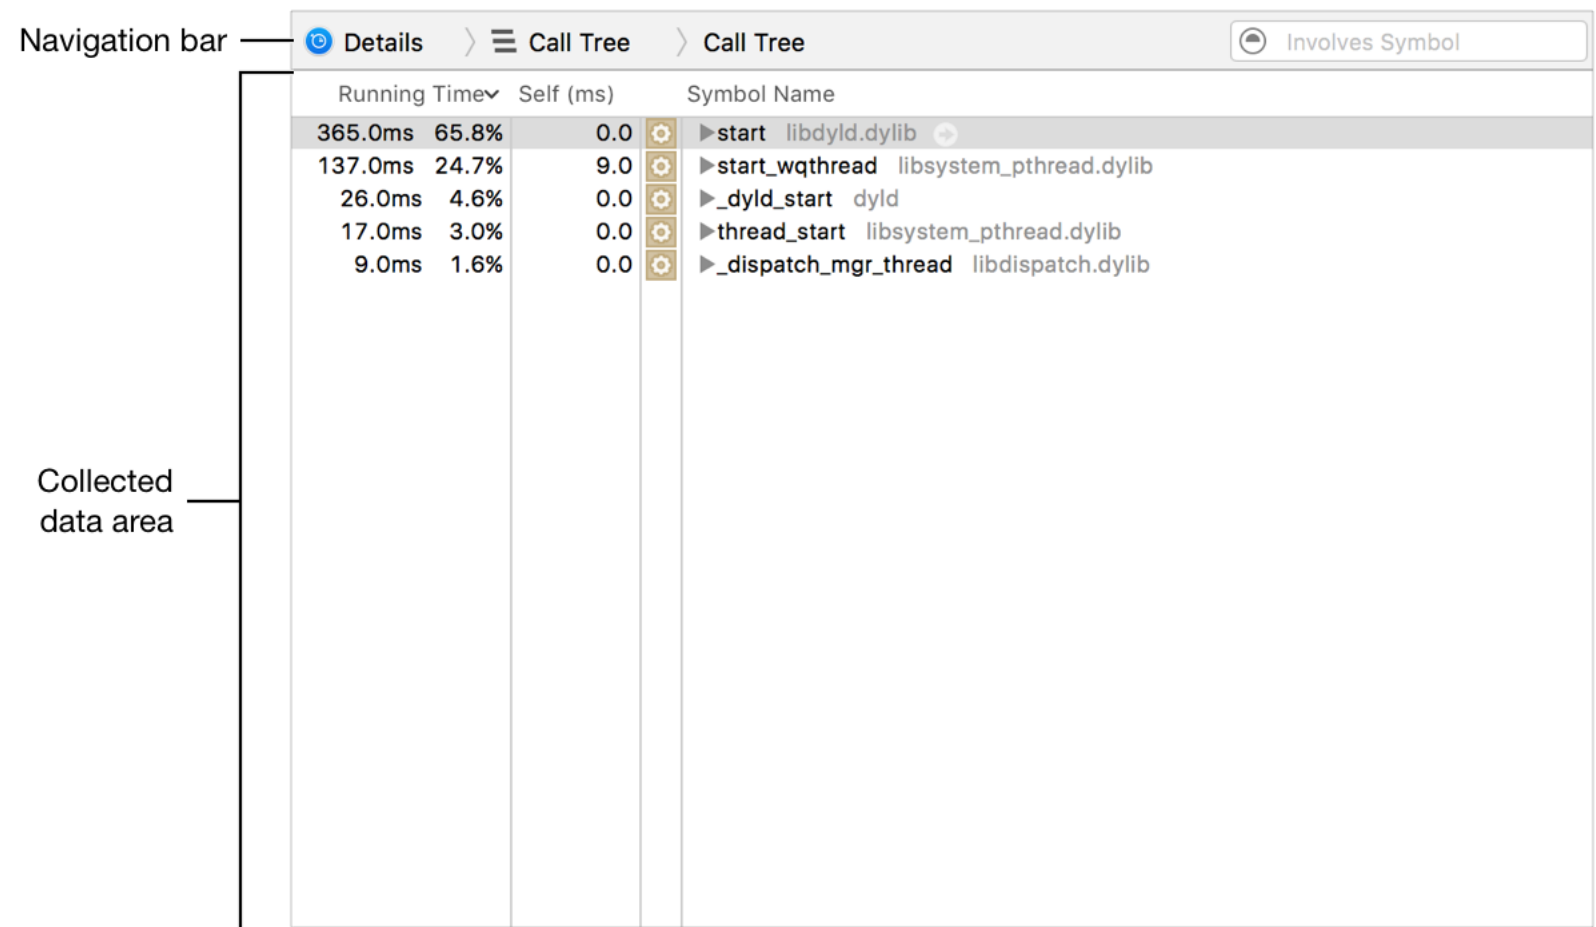 Navigation bar
Details Call Tree Call Tree Involves Symbol
Running Time Self (ms) Symbol Name
365.0ms 65.8% 0.0 start libdyld.dylib
137.0ms 24.7% 9.0 start_wqthread libsystem_pthread.dylib
26.0ms 4.6% 0.0 _dyld_start dyld
17.0ms 3.0% 0.0 thread_start libsystem_pthread.dylib
9.0ms 1.6% 0.0 _dispatch_mgr_thread libdispatch.dylib
Collected
data area